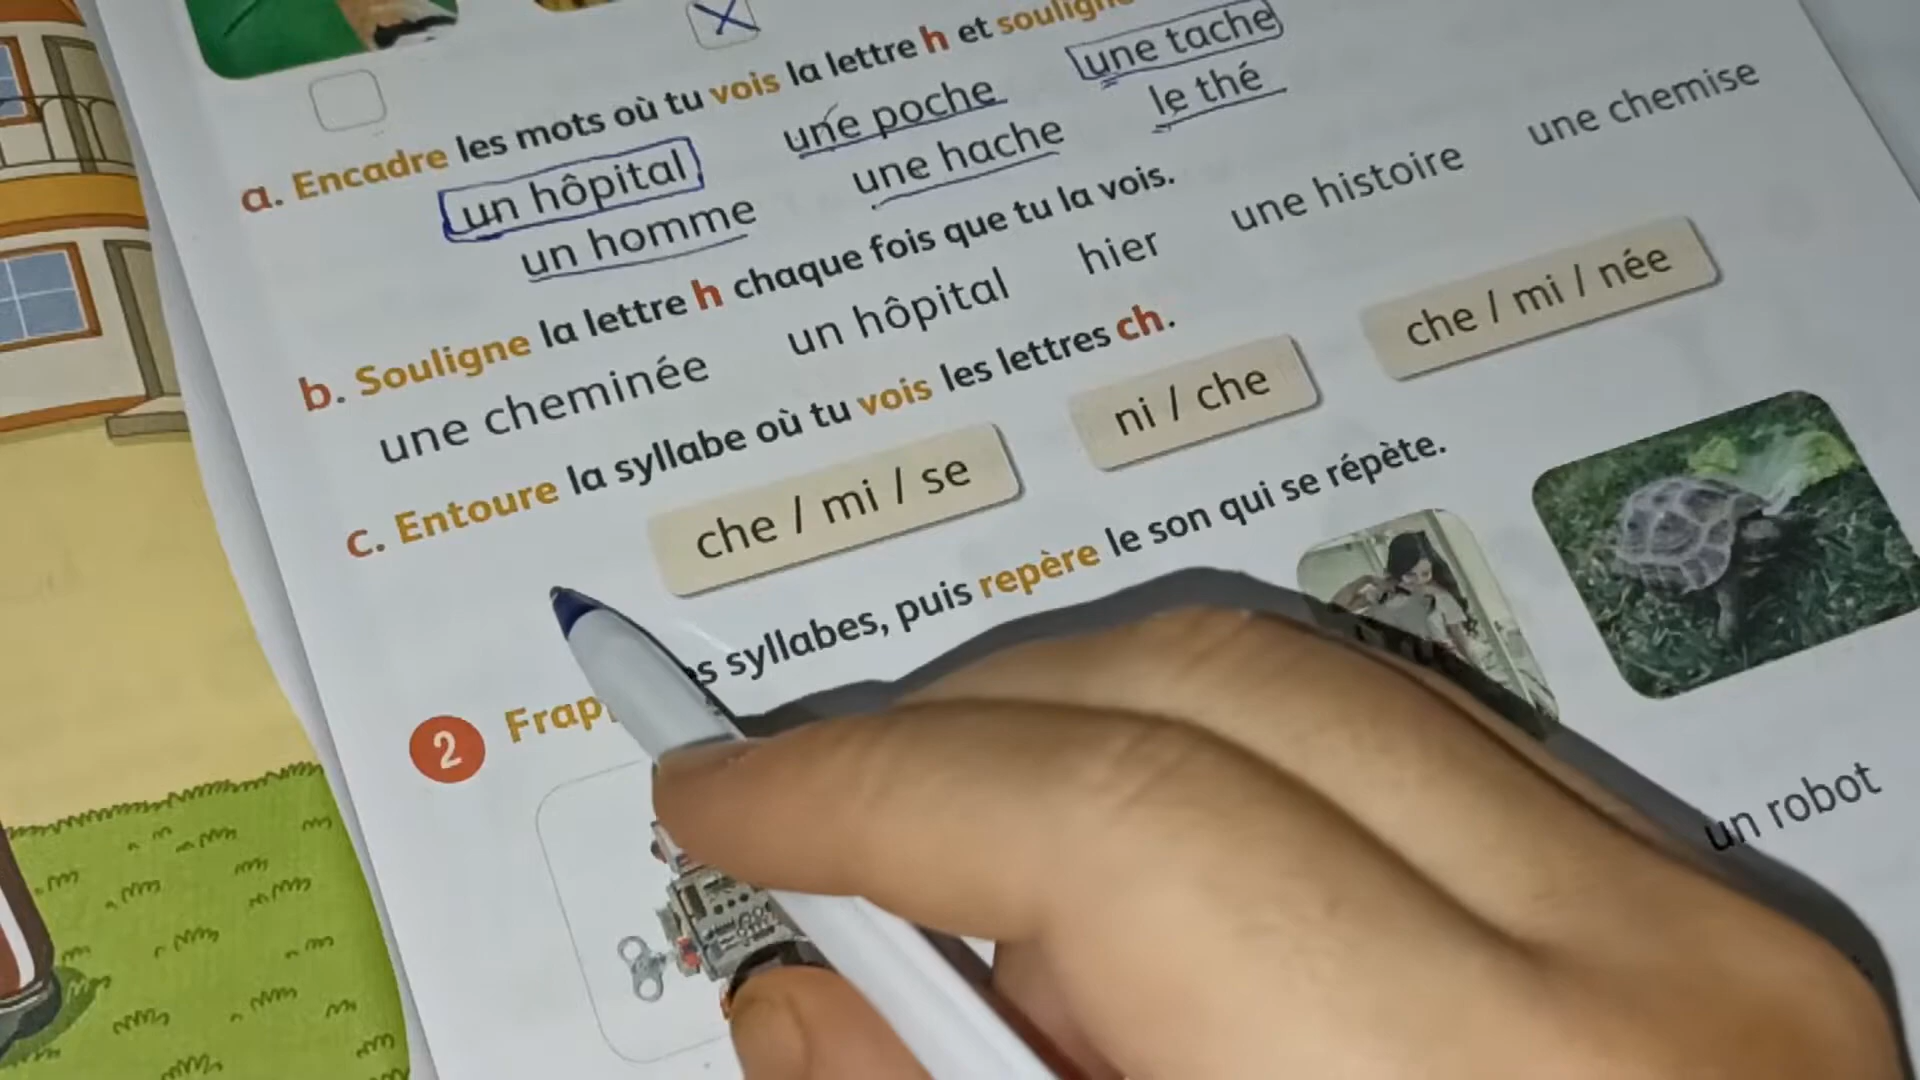 a. Encadre les mots où tu vois la lettre h et
un hôpital une poche une tache
un homme une hache le thé
b. Souligne la lettre h chaque fois que tu la vois.
une cheminée un hôpital hier une histoire une chemise
c. Entoure la syllabe où tu vois les lettres ch.
che / mi / se ni / che che / mi / née
2 syllabes, puis repère le son qui se répète.
un robot